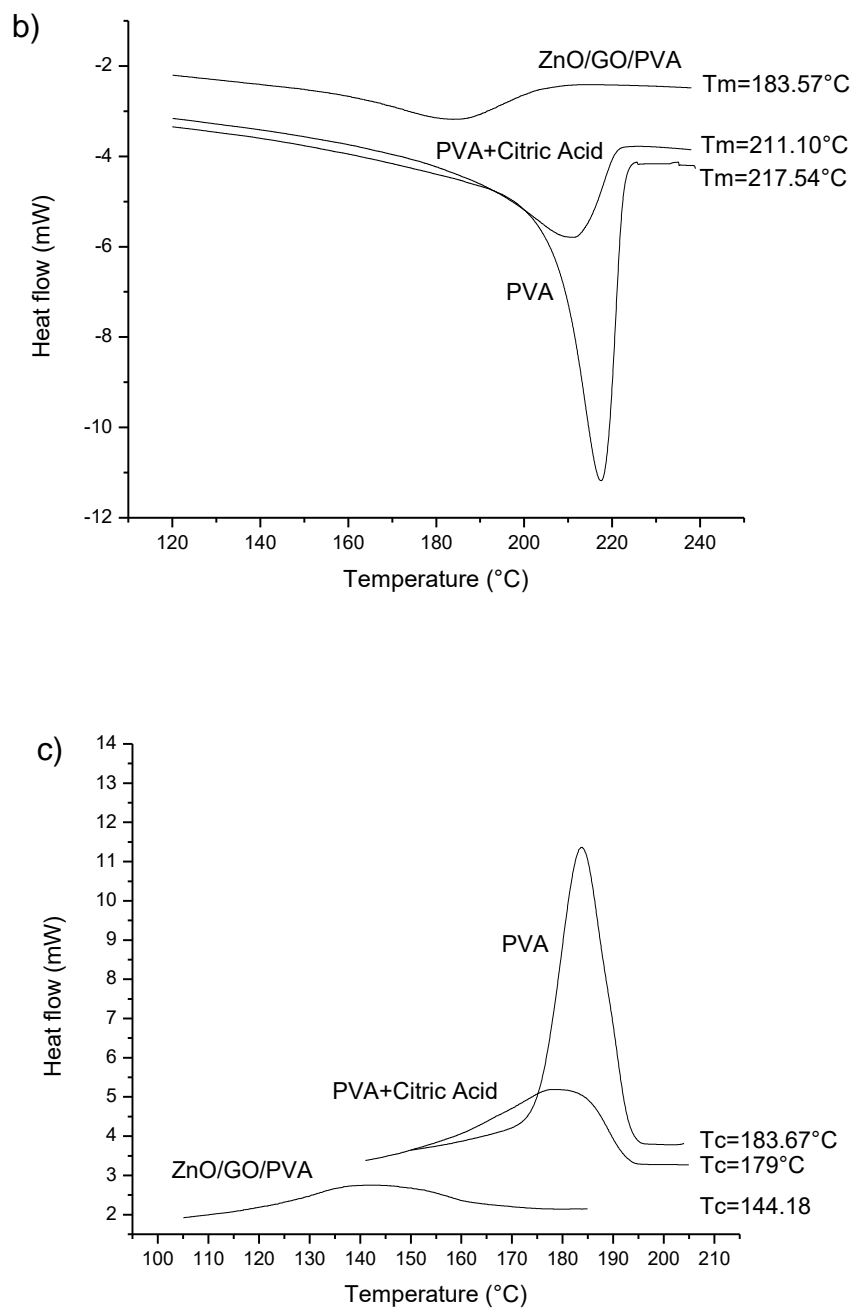 b)
ZnO/GO/PVA
Tm=183.57°C
PVA+Citric Acid
Tm=211.10°C
Tm=217.54°C
PVA
Heat flow (mW)
-2
-4
-6
-8
-10
-12
120 140 160 180 200 220 240
Temperature (°C)
c)
14
13
12
11
10
9
8
7
6
5
4
3
2
Heat flow (mW)
PVA
PVA+Citric Acid
ZnO/GO/PVA
Tc=183.67°C
Tc=179°C
Tc=144.18
100 110 120 130 140 150 160 170 180 190 200 210
Temperature (°C)